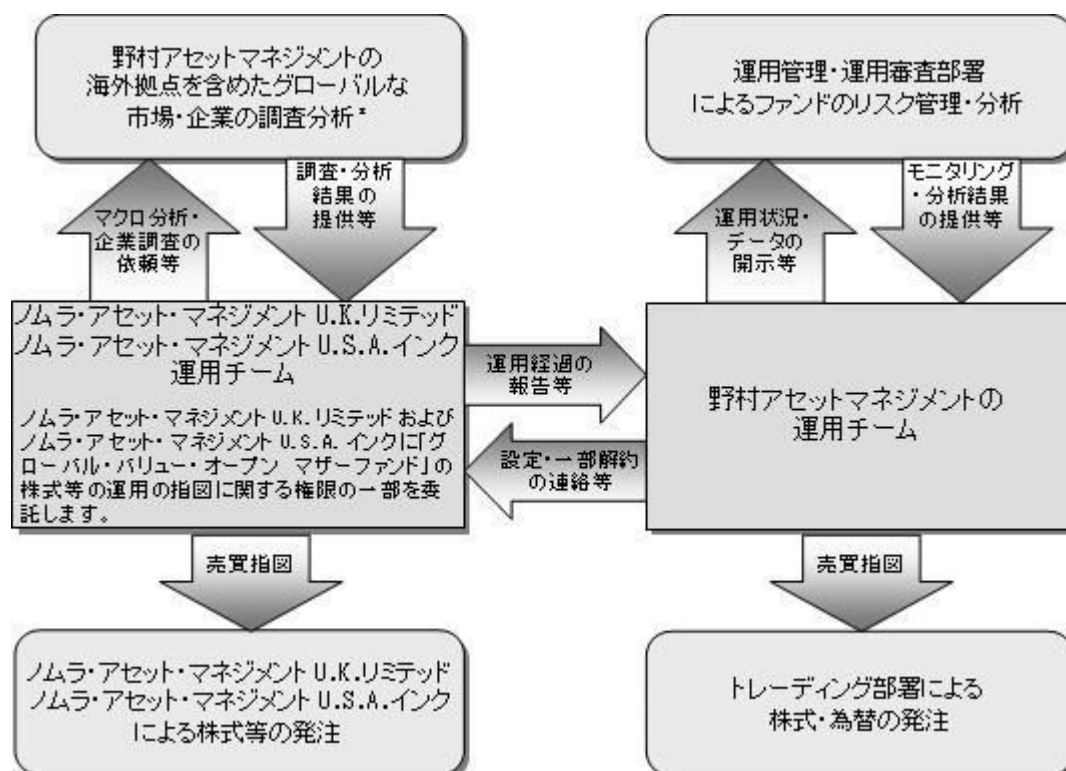 野村アセットマネジメントの
海外拠点を含めたグローバルな
市場・企業の調査分析*
運用管理・運用審査部署
によるファンドのリスク管理・分析
マクロ分析・
企業調査の
依頼等
調査・分析
結果の
提供等
運用状況・
データの
開示等
モニタリング
・分析結果
の提供等
ノムラ・アセット・マネジメント U.K.リミテッド
ノムラ・アセット・マネジメント U.S.A.インク
運用チーム
ノムラ・アセット・マネジメント U.K.リミテッドおよび
ノムラ・アセット・マネジメント U.S.A.インクに「グ
ローバル・バリュー・オープン マザーファンド」の
株式等の運用の指図に関する権限の一部を委
託します。
運用経過の
報告等
設定・一部解約
の連絡等
野村アセットマネジメントの
運用チーム
売買指図
売買指図
ノムラ・アセット・マネジメント U.K.リミテッド
ノムラ・アセット・マネジメント U.S.A.インク
による株式等の発注
トレーディング部署による
株式・為替の発注